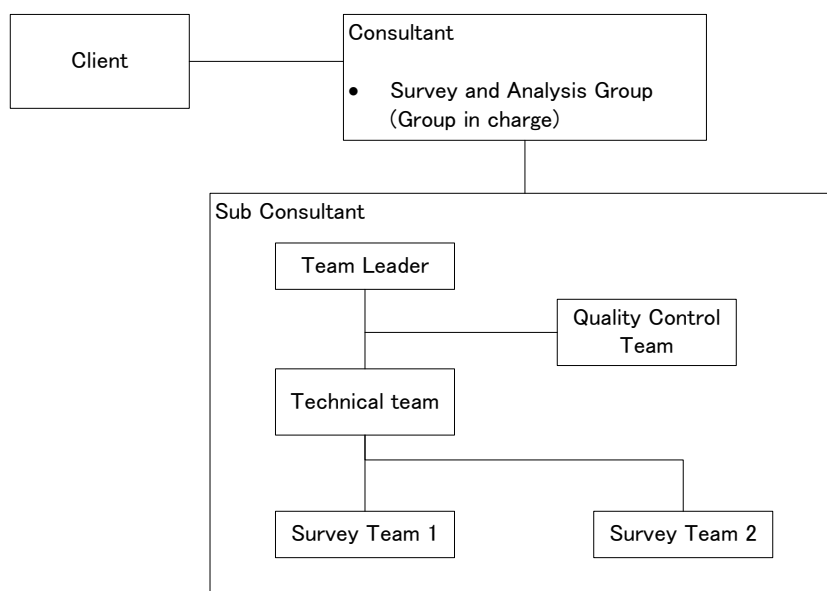 Client
Consultant
• Survey and Analysis Group
(Group in charge)
Sub Consultant
Team Leader
Quality Control
Team
Technical team
Survey Team 1
Survey Team 2